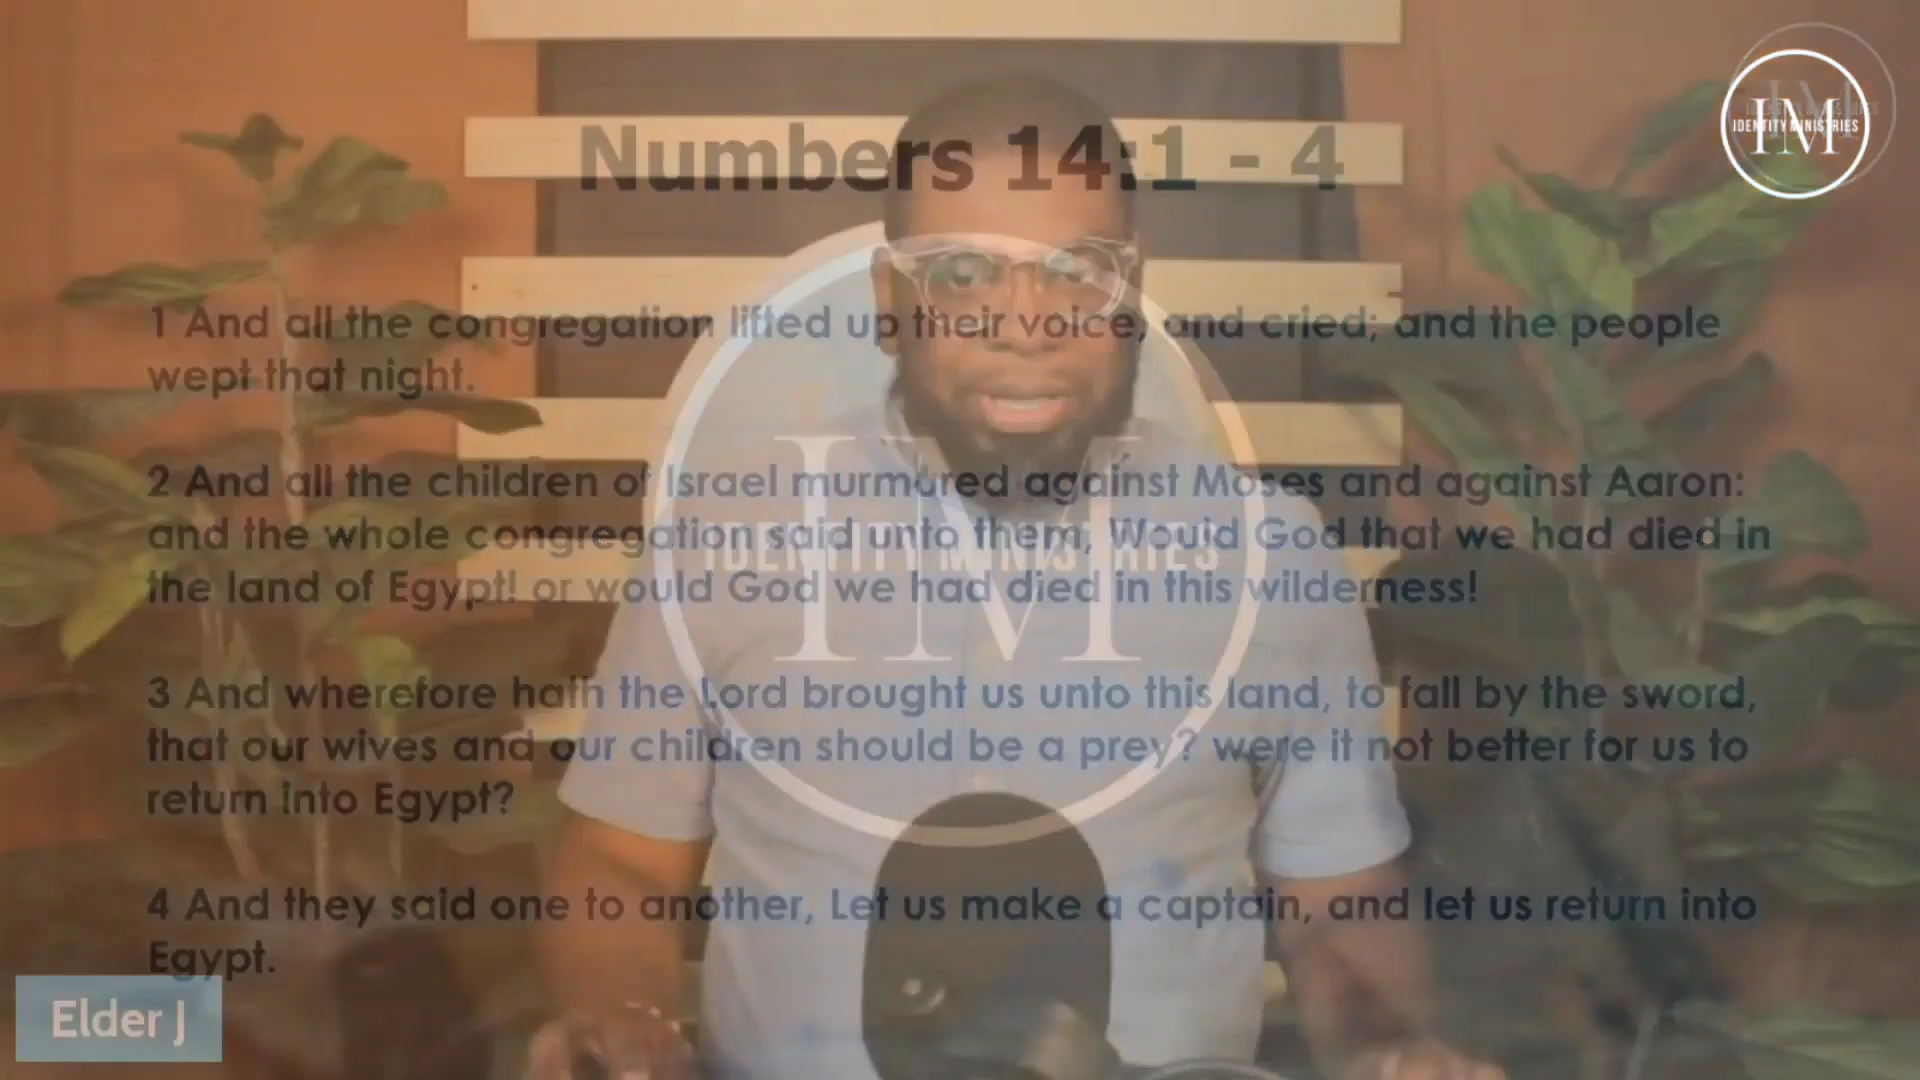 Numbers 14:1 - 4
IM
IDENTITY MINISTRIES
1 And all the congregation lifted up their voice, and cried; and the people
wept that night.
2 And all the children of Israel murmured against Moses and against Aaron:
and the whole congregation said unto them, Would God that we had died in
the land of Egypt! or would God we had died in this wilderness!
IM
IDENTITY MINISTRIES
3 And wherefore hath the Lord brought us unto this land, to fall by the sword,
that our wives and our children should be a prey? were it not better for us to
return into Egypt?
4 And they said one to another, Let us make a captain, and let us return into
Egypt.
Elder J